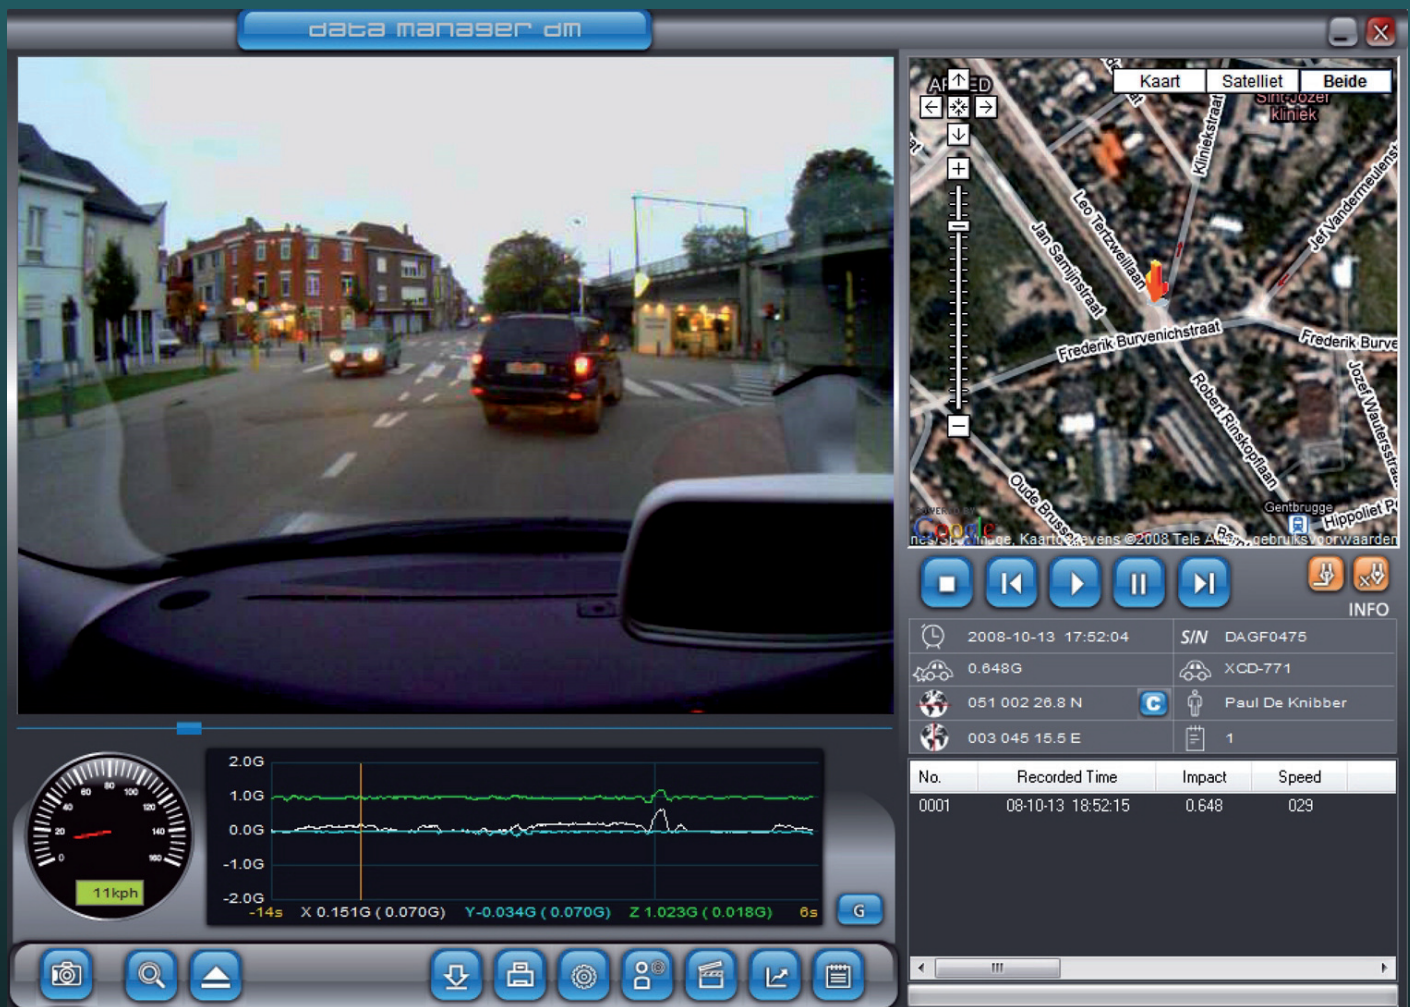 data manager dm
Kaart Satelliet Beide
Sint-Jozef
kliniek
Kliniekstraat
Leo Tertzweillaan
Jan Samijnstraat
Jef Vandermeulenst
Frederik Burvenichstraat
Frederik Burve
Robert Rinskopflaan
Jozef Wautersstraa
Oude Brusse
Gentbrugge
Hippoliet P
Google
©2008 Tele
gebruiksvoorwaarden
INFO
2008-10-13 17:52:04 S/N DAGF0475
0.648G XCD-771
051 002 26.8 N C Paul De Knibber
003 045 15.5 E 1
No. Recorded Time Impact Speed
0001 08-10-13 18:52:15 0.648 029
0 20 40 60 80 100 120 140 160
11kph
2.0G
1.0G
0.0G
-1.0G
-2.0G
-14s X 0.151G ( 0.070G) Y-0.034G ( 0.070G) Z 1.023G ( 0.018G) 6s
G